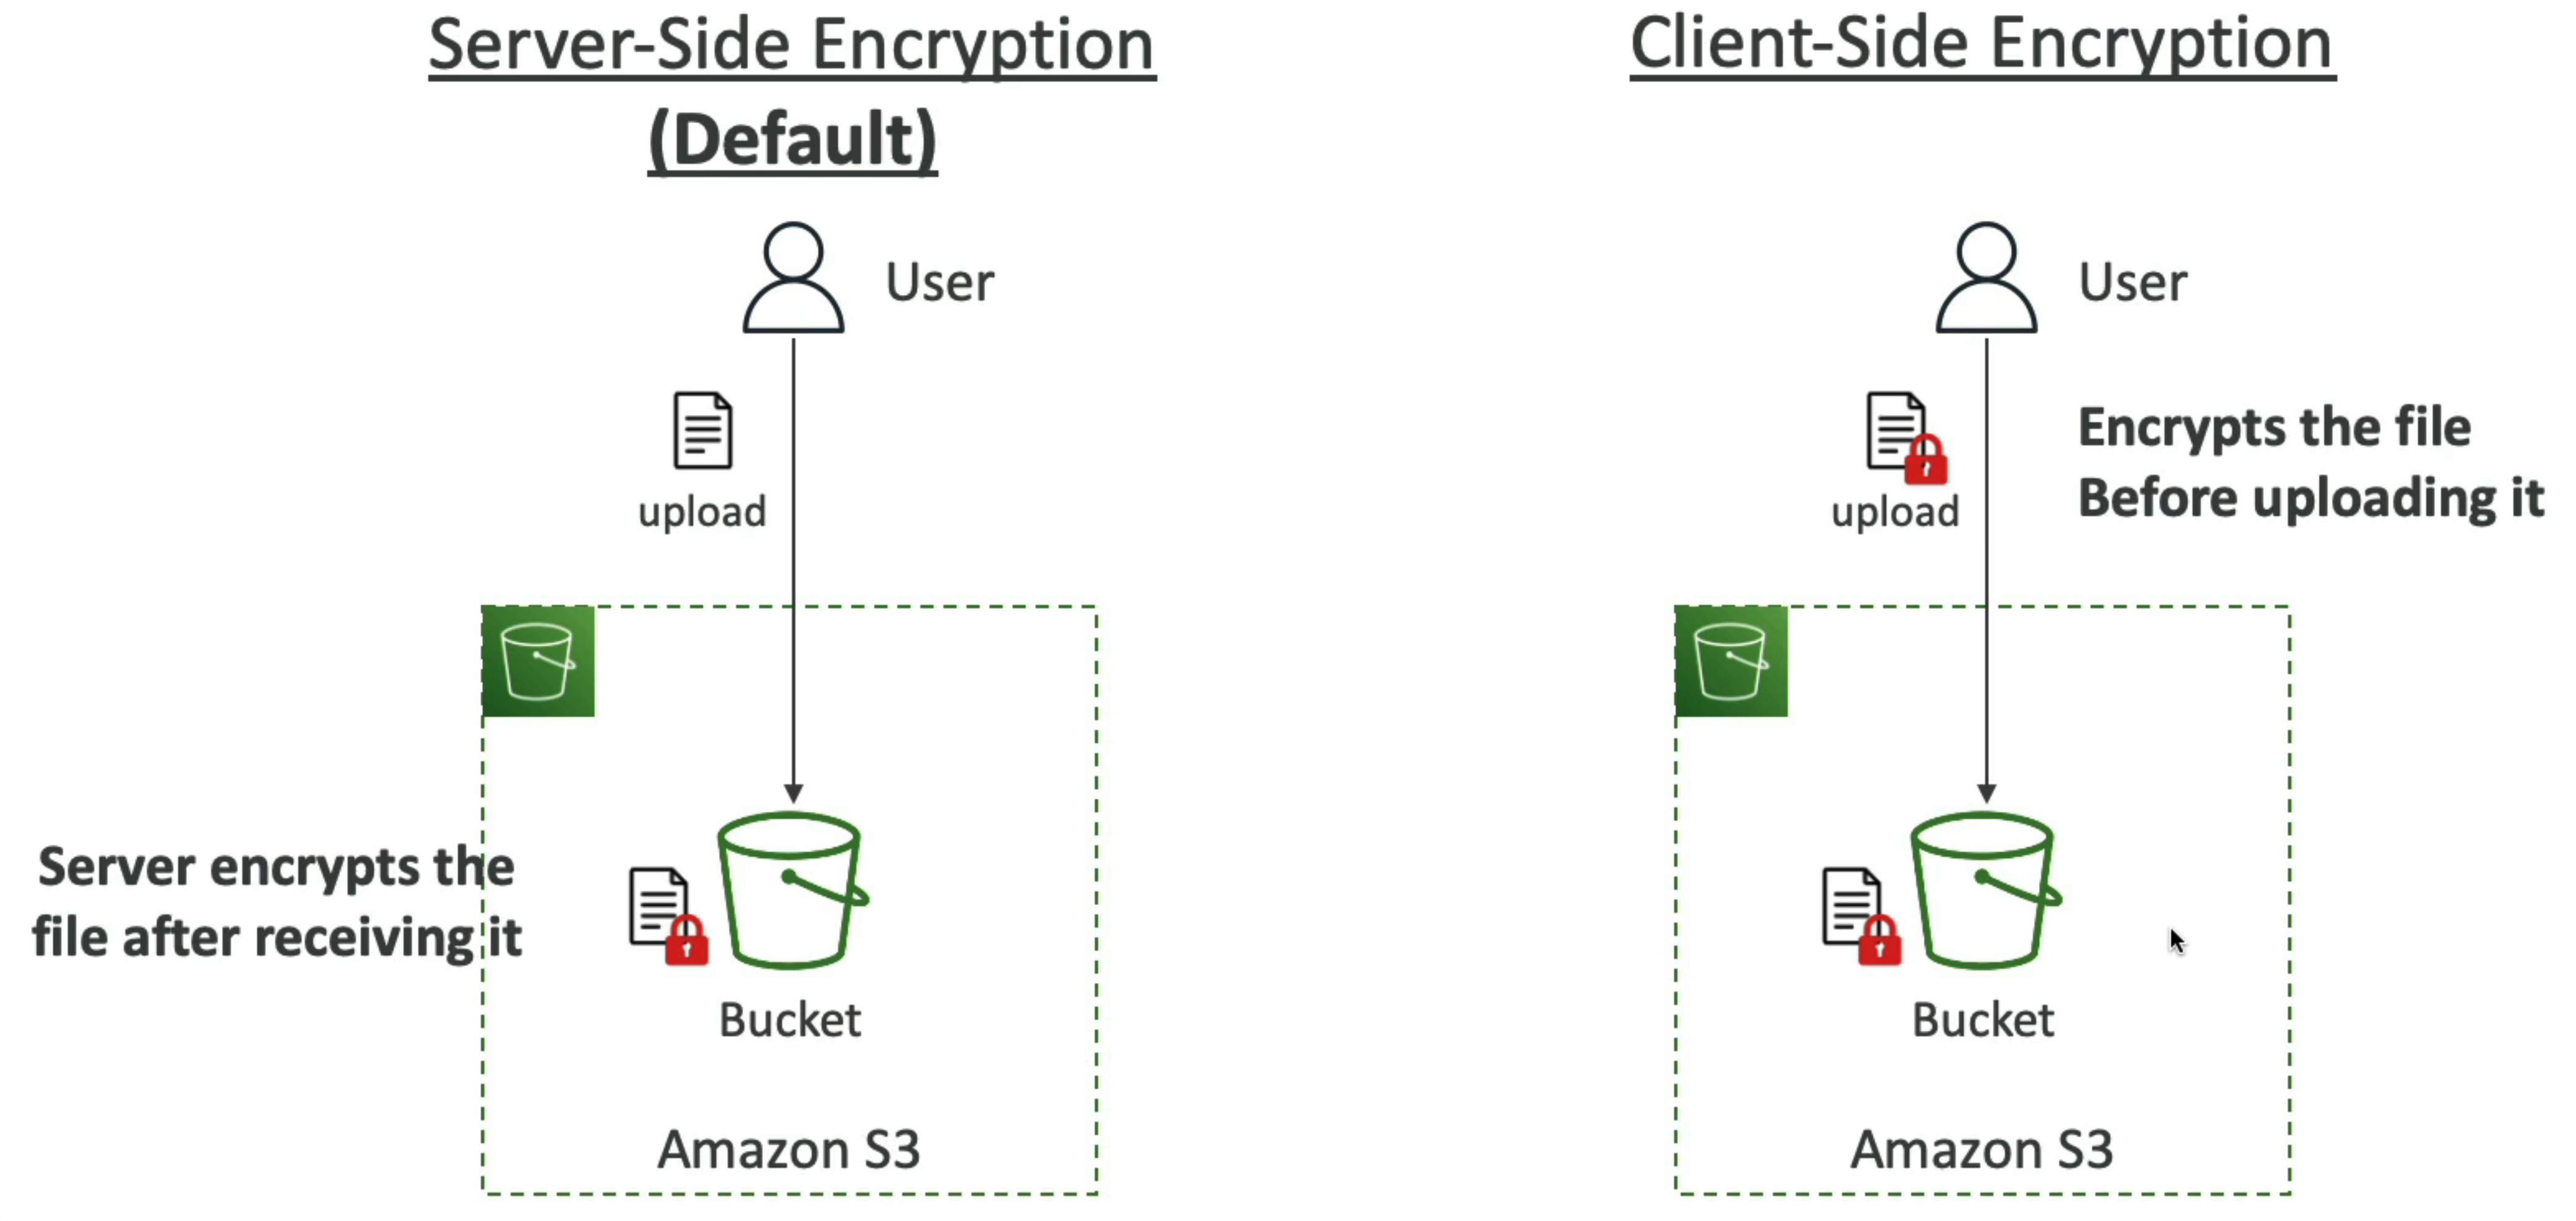 Server-Side Encryption
(Default)
User
upload
Server encrypts the
file after receiving it
Bucket
Amazon S3
Client-Side Encryption
User
Encrypts the file
Before uploading it
upload
Bucket
Amazon S3